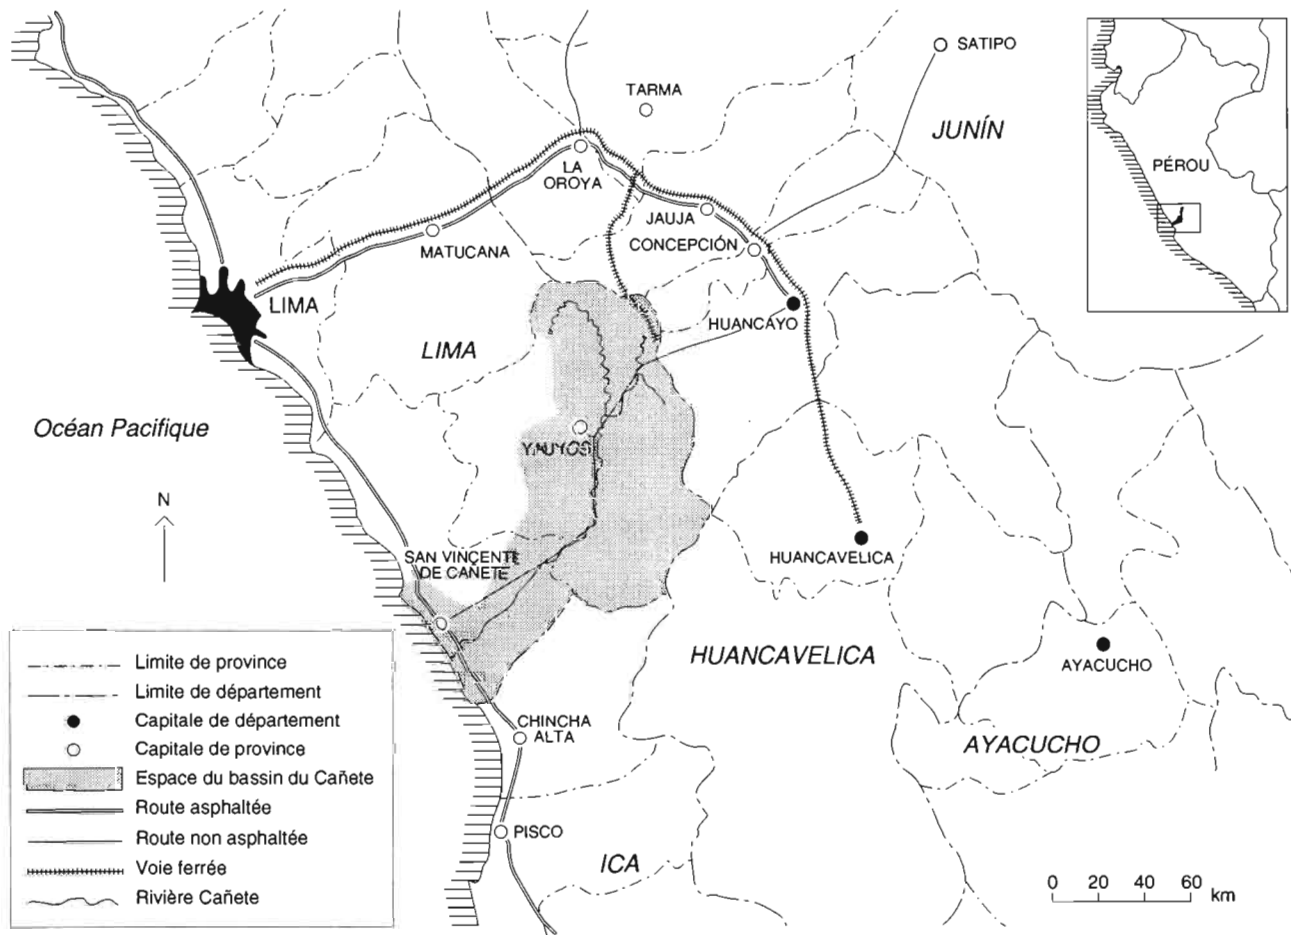 SATIPO
TARMA
JUNÍN
PÉROU
LA
OROYA
JAUJA
CONCEPCIÓN
MATUCANA
LIMA
HUANCAYO
LIMA
Océan Pacifique
YAUYOS
N
SAN VINCENTE
DE CAÑETE
HUANCAVELICA
HUANCAVELICA
AYACUCHO
CHINCHA
ALTA
AYACUCHO
PISCO
ICA
Limite de province
Limite de département
Capitale de département
Capitale de province
Espace du bassin du Cañete
Route asphaltée
Route non asphaltée
Voie ferrée
Rivière Cañete
0 20 40 60 km